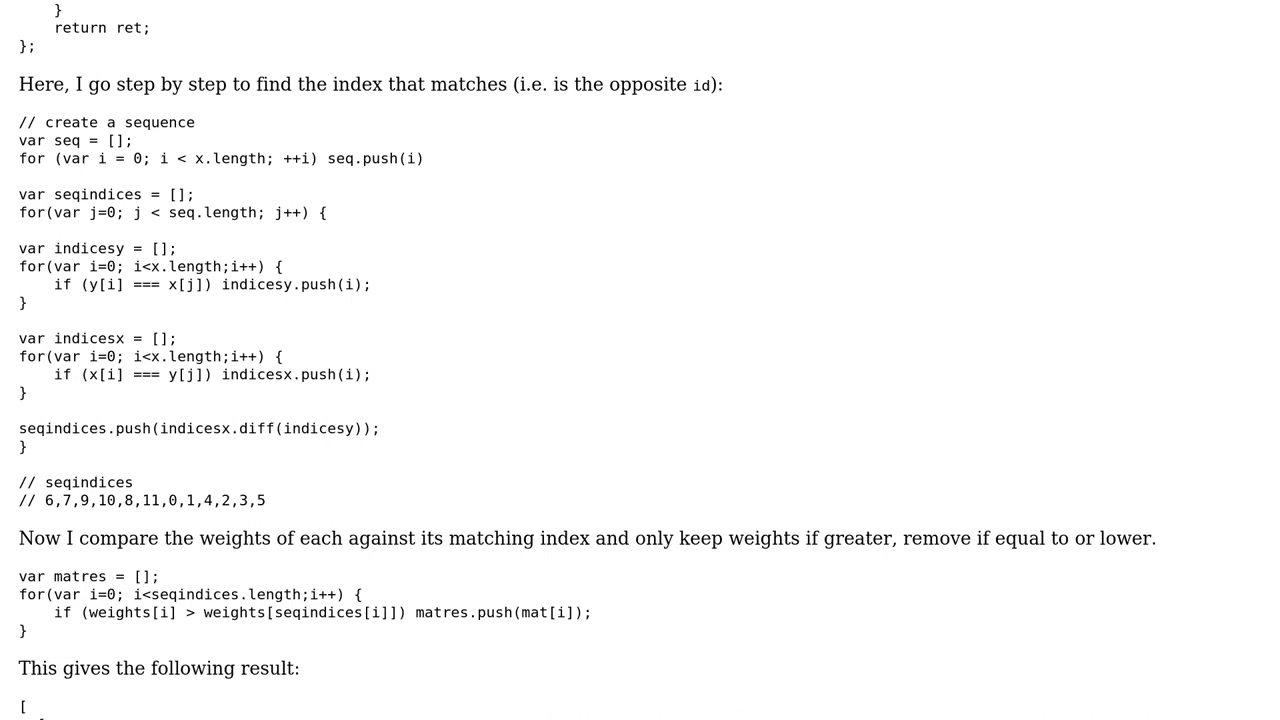 }
    return ret;
};
Here, I go step by step to find the index that matches (i.e. is the opposite id):
// create a sequence
var seq = [];
for (var i = 0; i < x.length; ++i) seq.push(i)
var seqindices = [];
for(var j=0; j < seq.length; j++) {
var indicesy = [];
for(var i=0; i<x.length;i++) {
    if (y[i] === x[j]) indicesy.push(i);
}
var indicesx = [];
for(var i=0; i<x.length;i++) {
    if (x[i] === y[j]) indicesx.push(i);
}
seqindices.push(indicesx.diff(indicesy));
}
// seqindices
// 6,7,9,10,8,11,0,1,4,2,3,5
Now I compare the weights of each against its matching index and only keep weights if greater, remove if equal to or lower.
var matres = [];
for(var i=0; i<seqindices.length;i++) {
    if (weights[i] > weights[seqindices[i]]) matres.push(mat[i]);
}
This gives the following result:
[